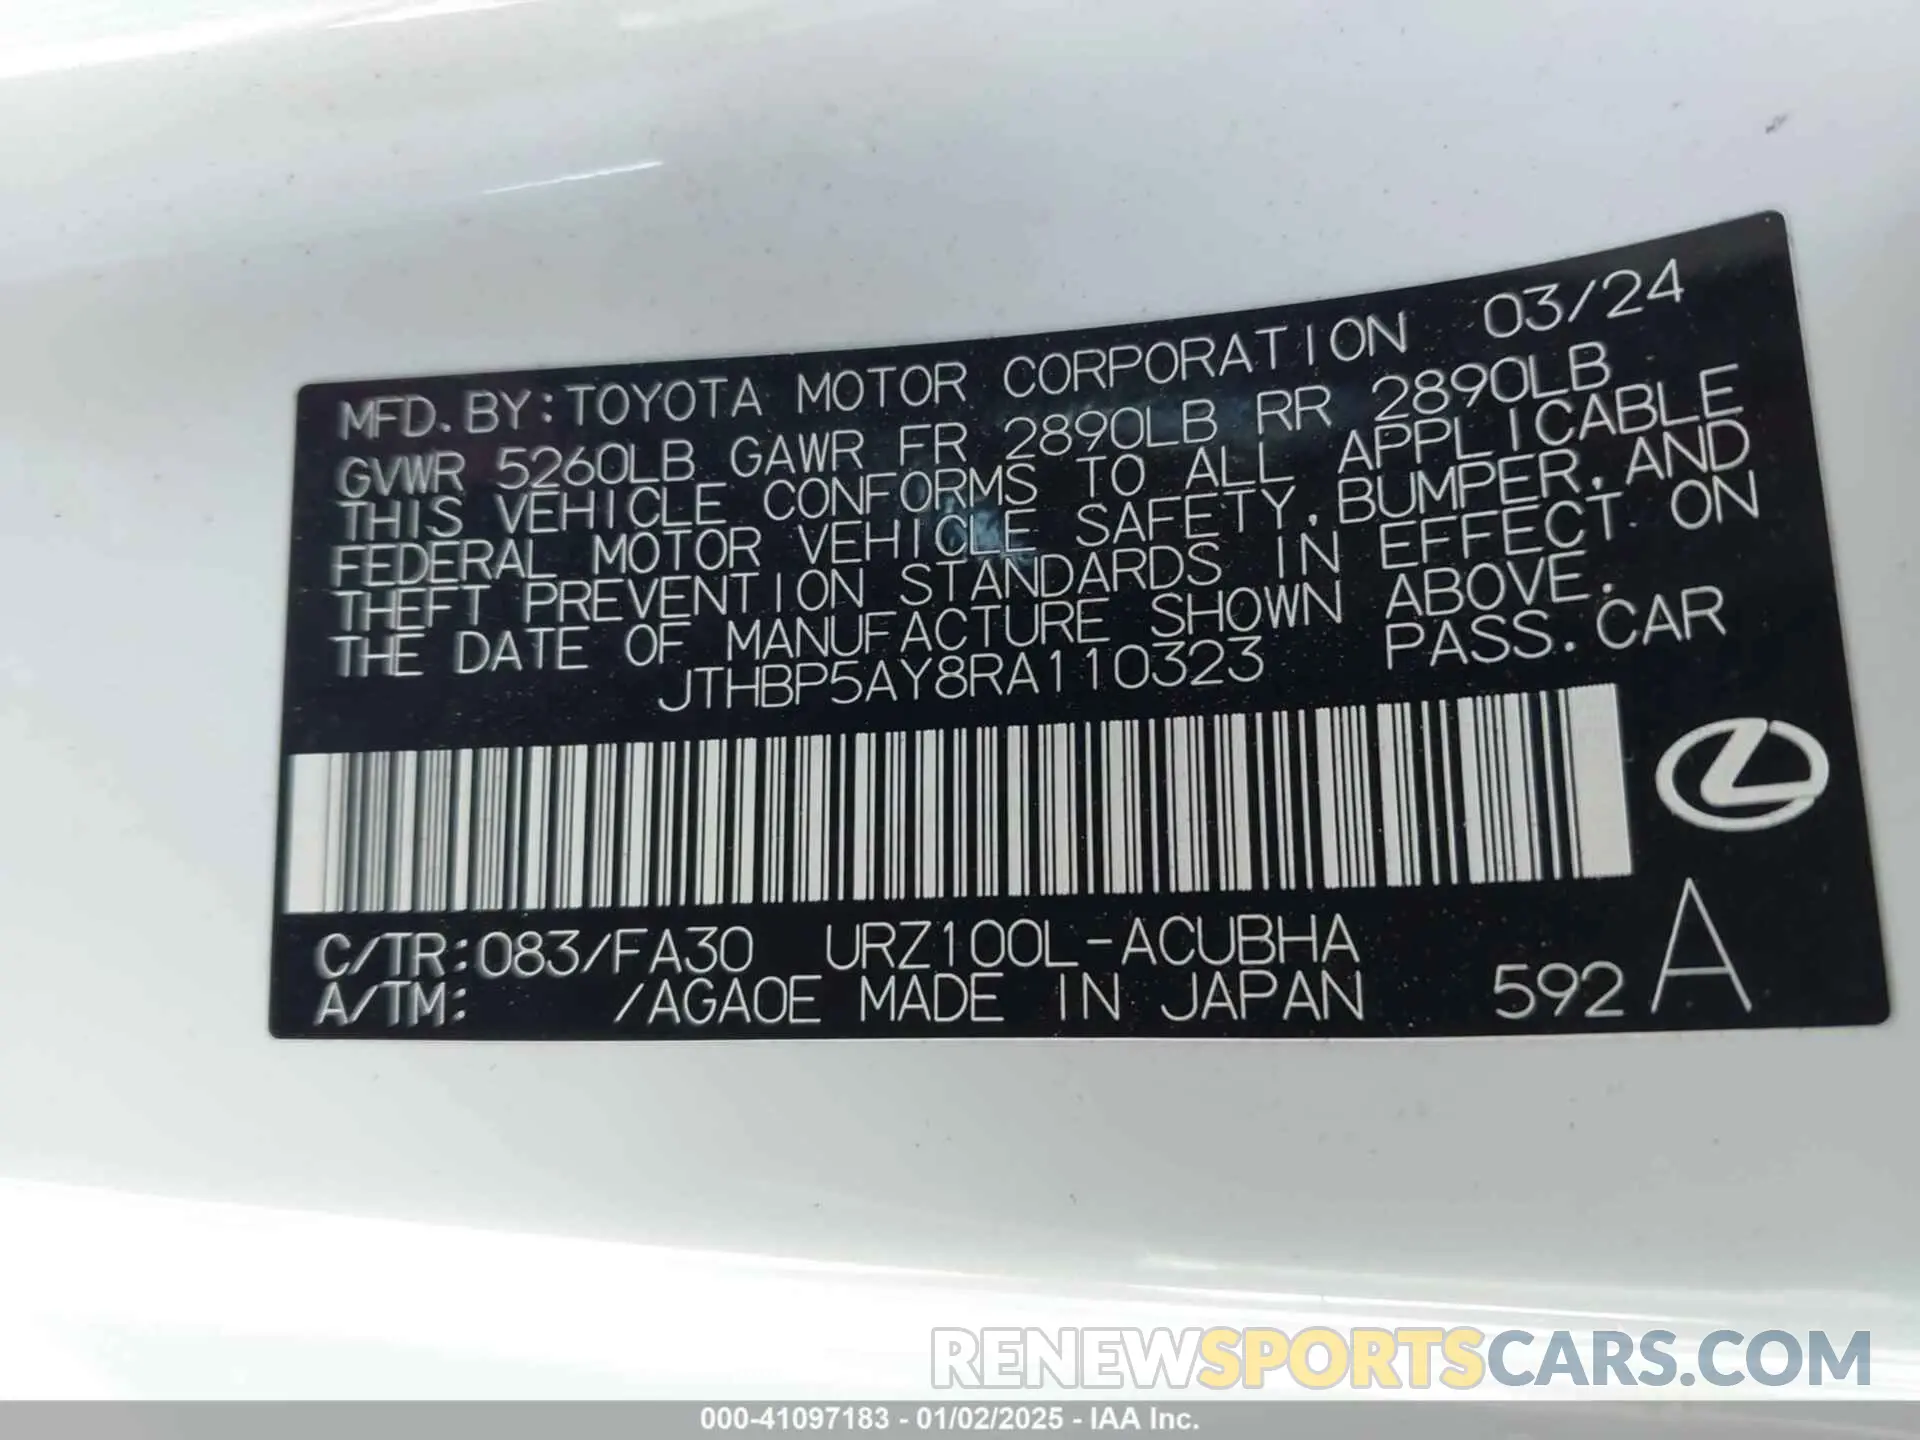 MFD. BY: TOYOTA MOTOR CORPORATION 03/24
GVWR 5260LB GAWR FR 2890LB RR 2890LB
THIS VEHICLE CONFORMS TO ALL APPLICABLE
FEDERAL MOTOR VEHICLE SAFETY, BUMPER, AND
THEFT PREVENTION STANDARDS IN EFFECT ON
THE DATE OF MANUFACTURE SHOWN ABOVE.
JTHBP5AY8RA110323 PASS. CAR
C/TR: 083/FA30 URZ100L-ACUBHA
A/TM: /AGA0E MADE IN JAPAN 592 A
RENEWSPORTSCARS.COM
000-41097183 - 01/02/2025 - IAA Inc.